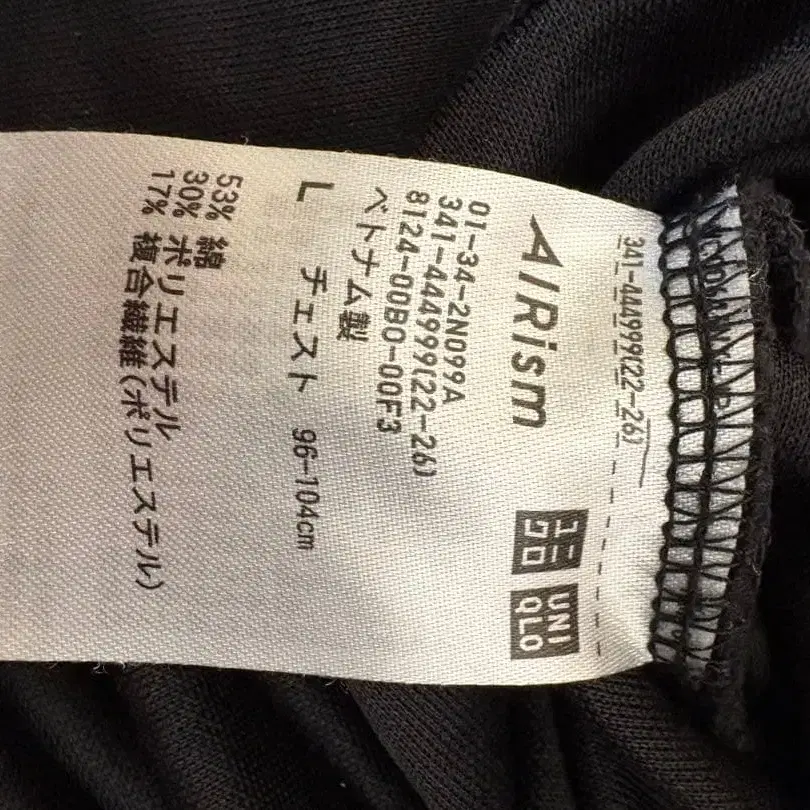 341-444999(22-26)
ユニ
クロ
UNI
QLO
AIRism
01-34-2N099A
341-444999(22-26)
8124-00B0-00F3
ベトナム製
L チェスト 96-104cm
53% 綿
30% ポリエステル
17% 複合繊維(ポリエステル)